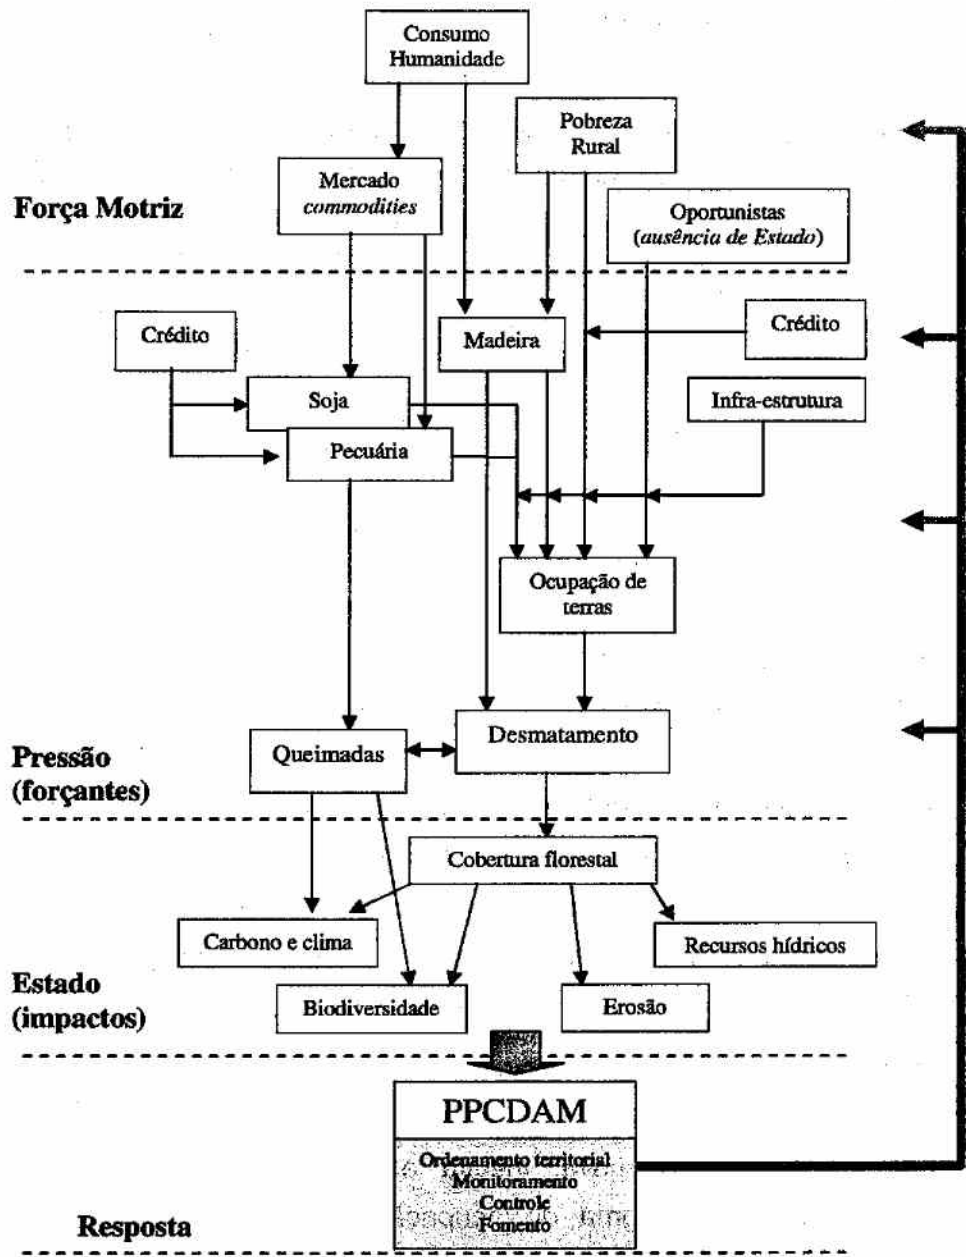 Consumo
Humanidade
Pobreza
Rural
Mercado
commodities
Força Motriz
Oportunistas
(ausência de Estado)
Crédito
Madeira
Crédito
Soja
Infra-estrutura
Pecuária
Ocupação de
terras
Desmatamento
Queimadas
Pressão
(forçantes)
Cobertura florestal
Carbono e clima
Recursos hídricos
Estado
(impactos)
Biodiversidade
Erosão
PPCDAM
Ordenamento territorial
Monitoramento
Controle
Fomento
Resposta